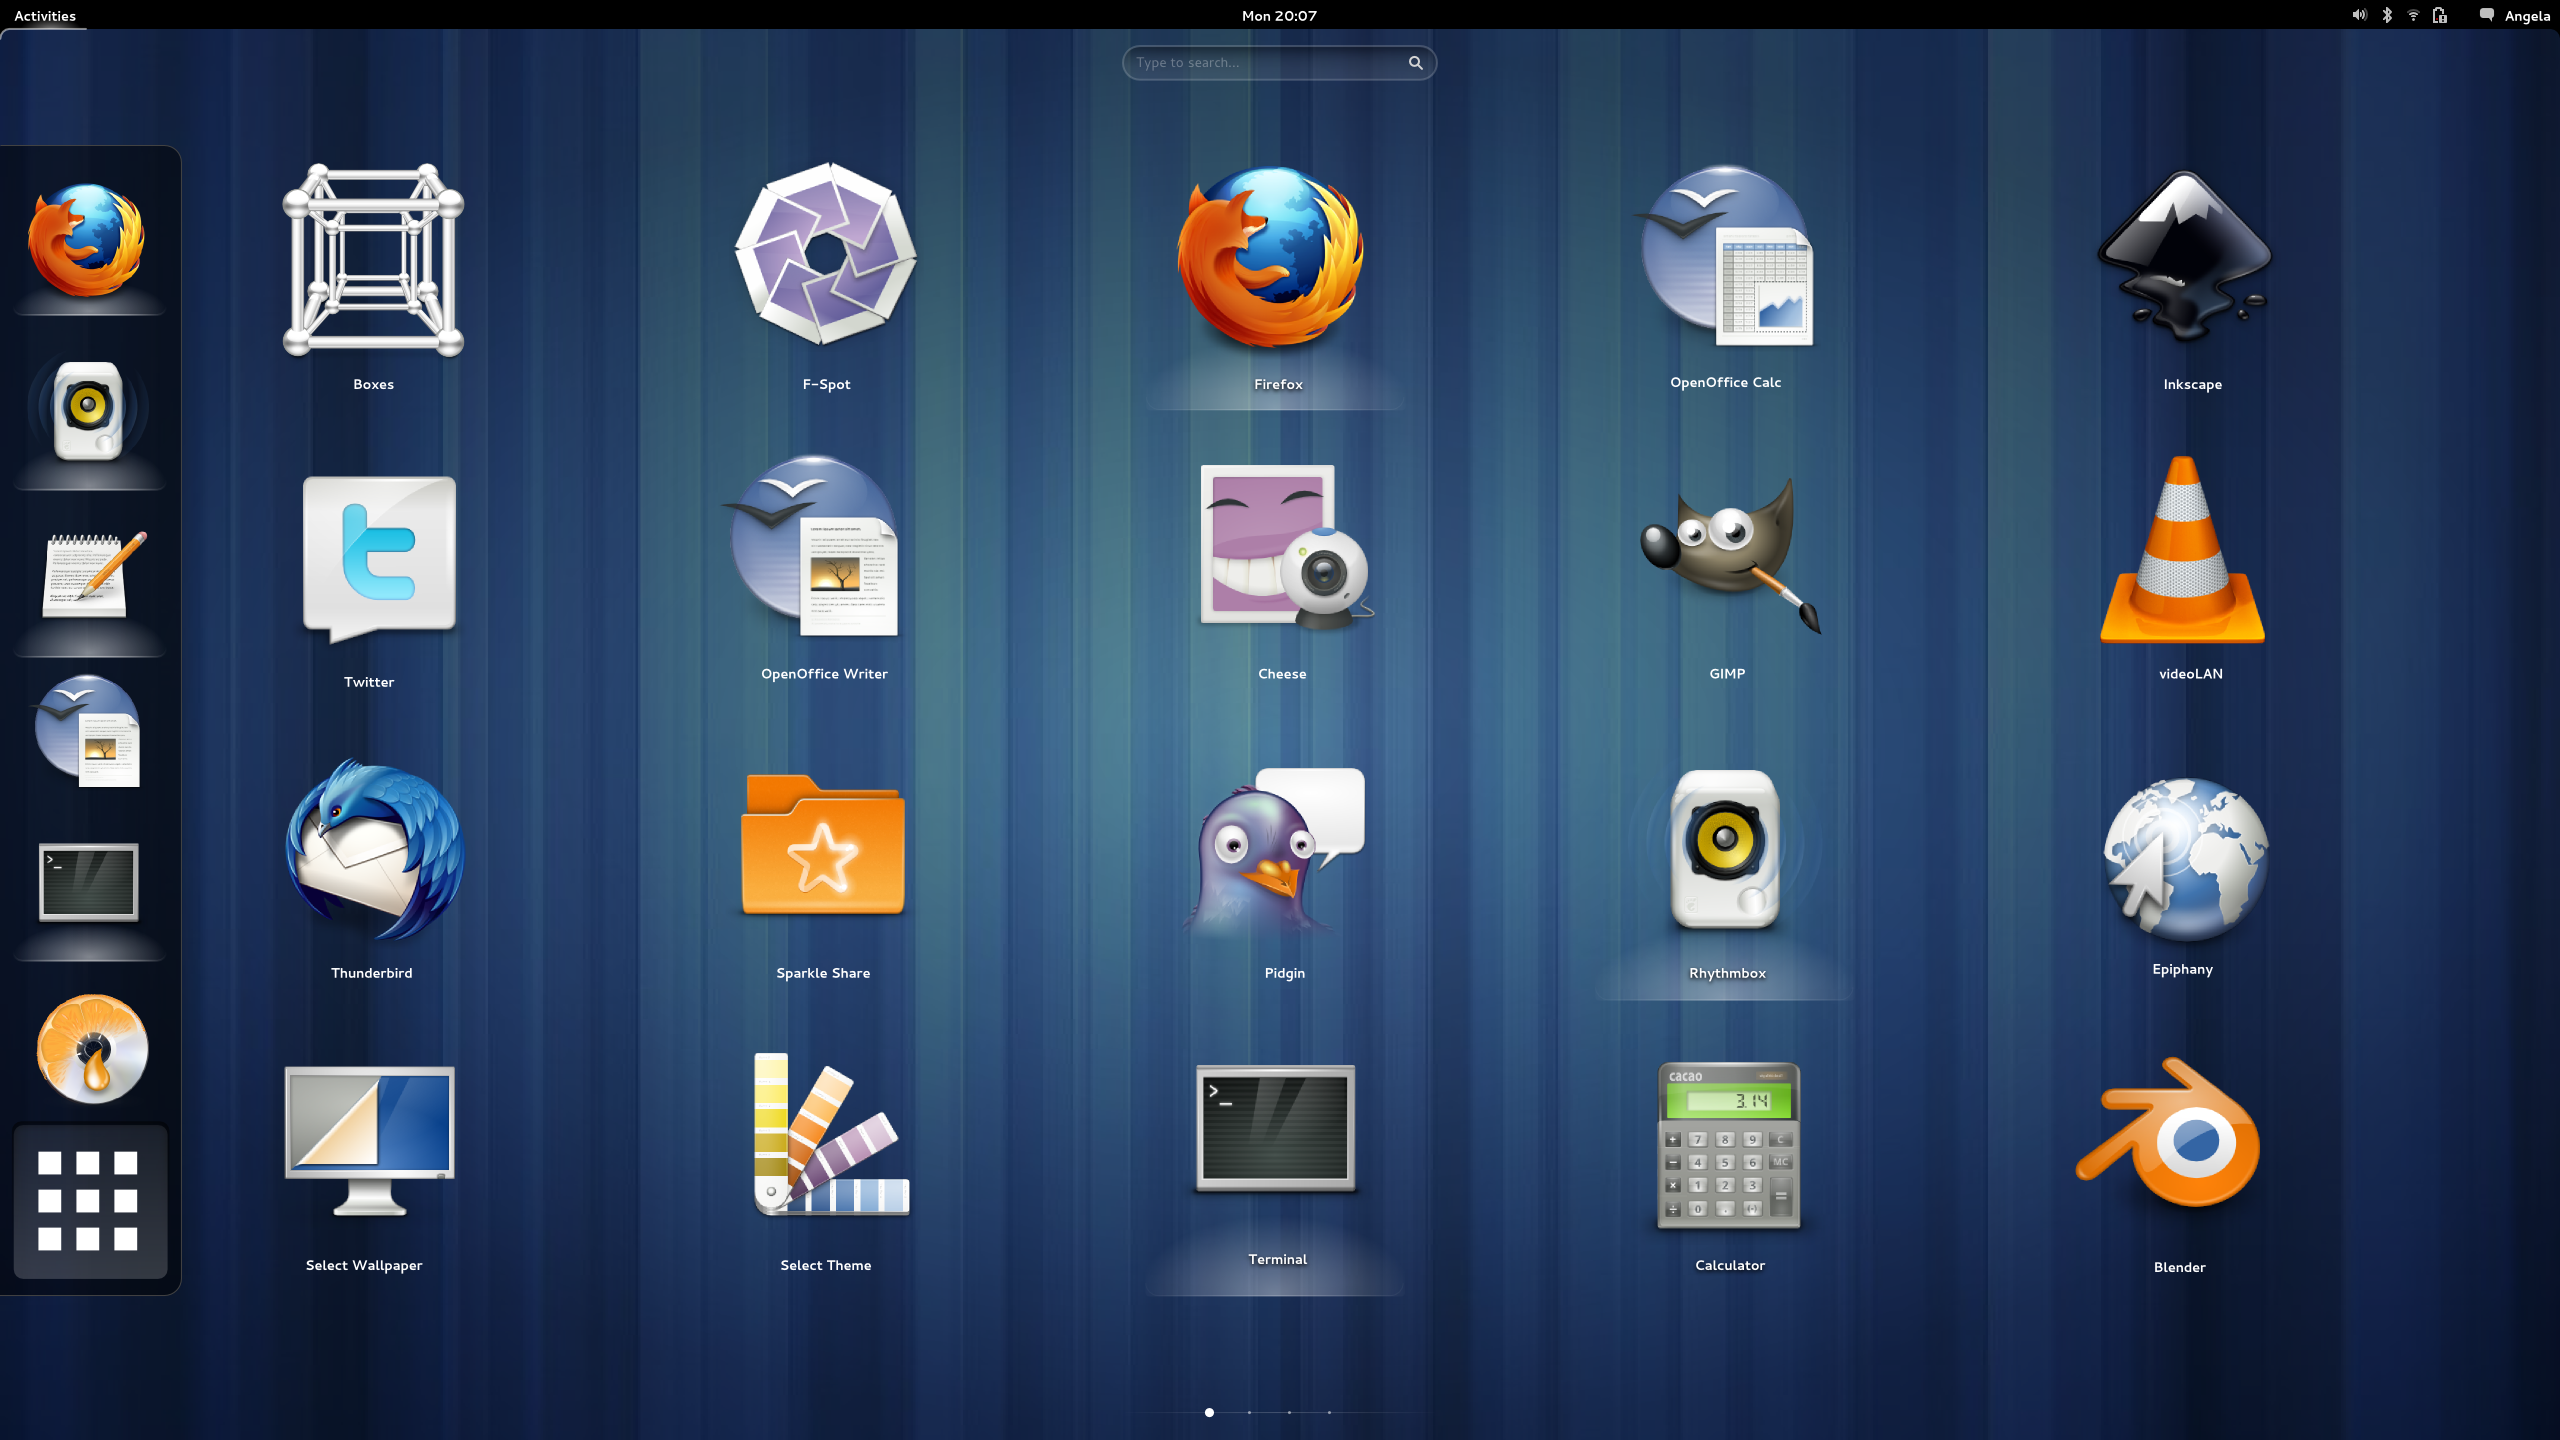 Activities
Mon 20:07
Angela
Type to search...
Boxes
F-Spot
Firefox
OpenOffice Calc
Inkscape
Twitter
OpenOffice Writer
Cheese
GIMP
videoLAN
Thunderbird
Sparkle Share
Pidgin
Rhythmbox
Epiphany
cacao
3.14
+ 7 8 9 C
− 4 5 6 MC
× 1 2 3 =
÷ 0 . (·)
Select Wallpaper
Select Theme
Terminal
Calculator
Blender